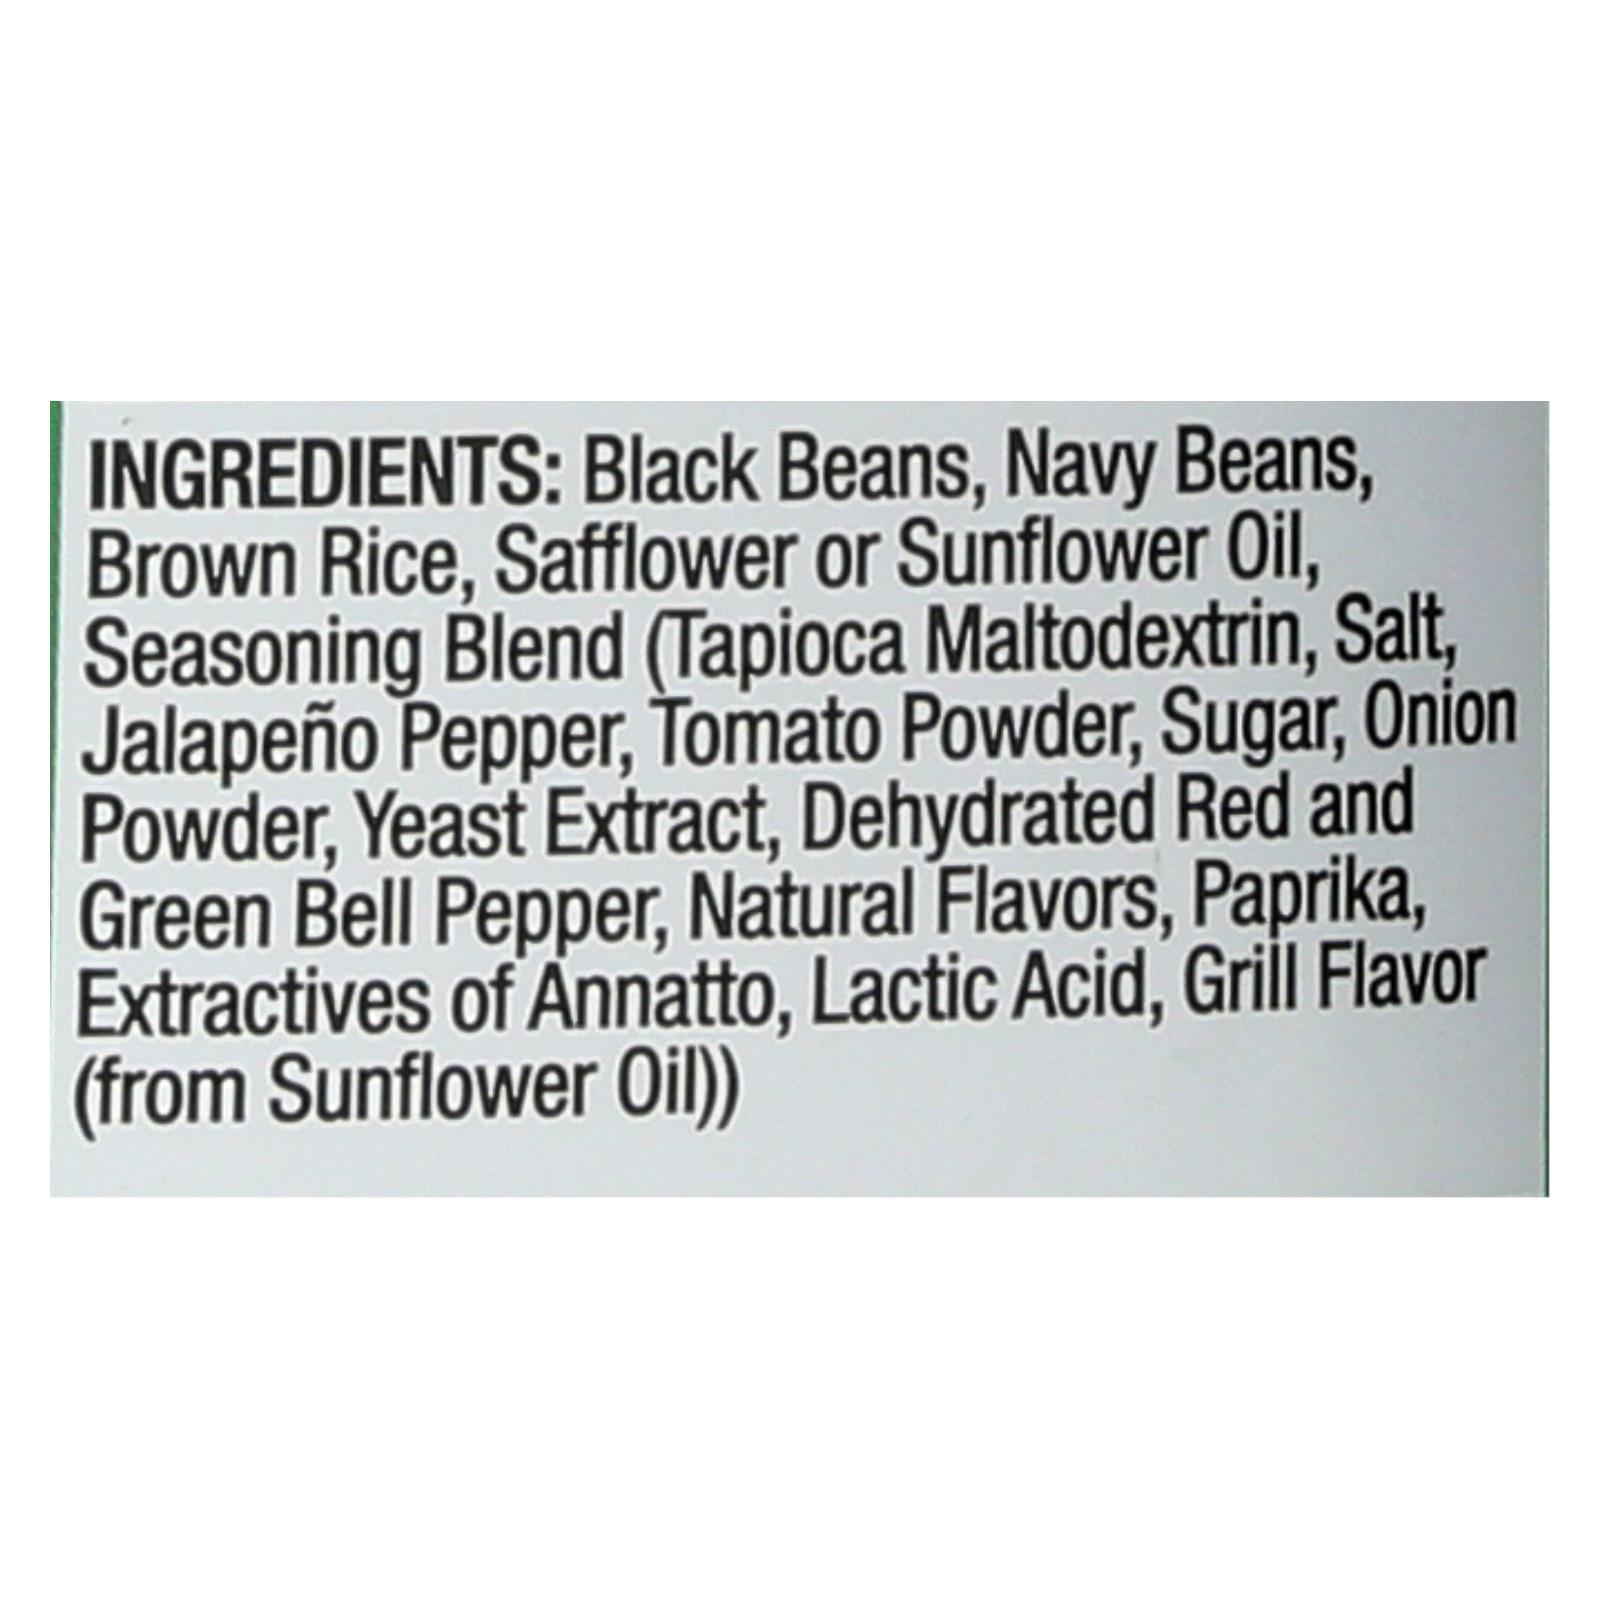 INGREDIENTS: Black Beans, Navy Beans,
Brown Rice, Safflower or Sunflower Oil,
Seasoning Blend (Tapioca Maltodextrin, Salt,
Jalapeño Pepper, Tomato Powder, Sugar, Onion
Powder, Yeast Extract, Dehydrated Red and
Green Bell Pepper, Natural Flavors, Paprika,
Extractives of Annatto, Lactic Acid, Grill Flavor
(from Sunflower Oil))